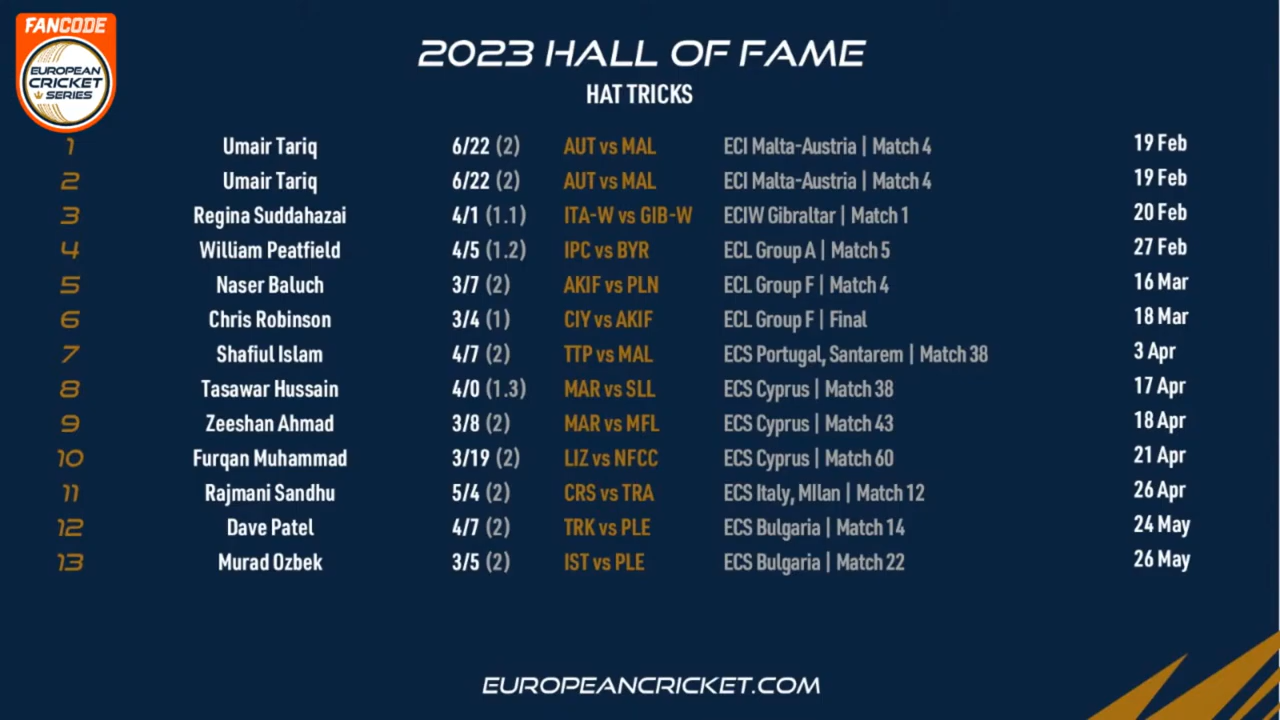 FANCODE
EUROPEAN
CRICKET
SERIES
2023 HALL OF FAME
HAT TRICKS
1 Umair Tariq 6/22 (2) AUT vs MAL ECI Malta-Austria | Match 4 19 Feb
2 Umair Tariq 6/22 (2) AUT vs MAL ECI Malta-Austria | Match 4 19 Feb
3 Regina Suddahazai 4/1 (1.1) ITA-W vs GIB-W ECIW Gibraltar | Match 1 20 Feb
4 William Peatfield 4/5 (1.2) IPC vs BYR ECL Group A | Match 5 27 Feb
5 Naser Baluch 3/7 (2) AKIF vs PLN ECL Group F | Match 4 16 Mar
6 Chris Robinson 3/4 (1) CIY vs AKIF ECL Group F | Final 18 Mar
7 Shafiul Islam 4/7 (2) TTP vs MAL ECS Portugal, Santarem | Match 38 3 Apr
8 Tasawar Hussain 4/0 (1.3) MAR vs SLL ECS Cyprus | Match 38 17 Apr
9 Zeeshan Ahmad 3/8 (2) MAR vs MFL ECS Cyprus | Match 43 18 Apr
10 Furqan Muhammad 3/19 (2) LIZ vs NFCC ECS Cyprus | Match 60 21 Apr
11 Rajmani Sandhu 5/4 (2) CRS vs TRA ECS Italy, MIlan | Match 12 26 Apr
12 Dave Patel 4/7 (2) TRK vs PLE ECS Bulgaria | Match 14 24 May
13 Murad Ozbek 3/5 (2) IST vs PLE ECS Bulgaria | Match 22 26 May
EUROPEANCRICKET.COM